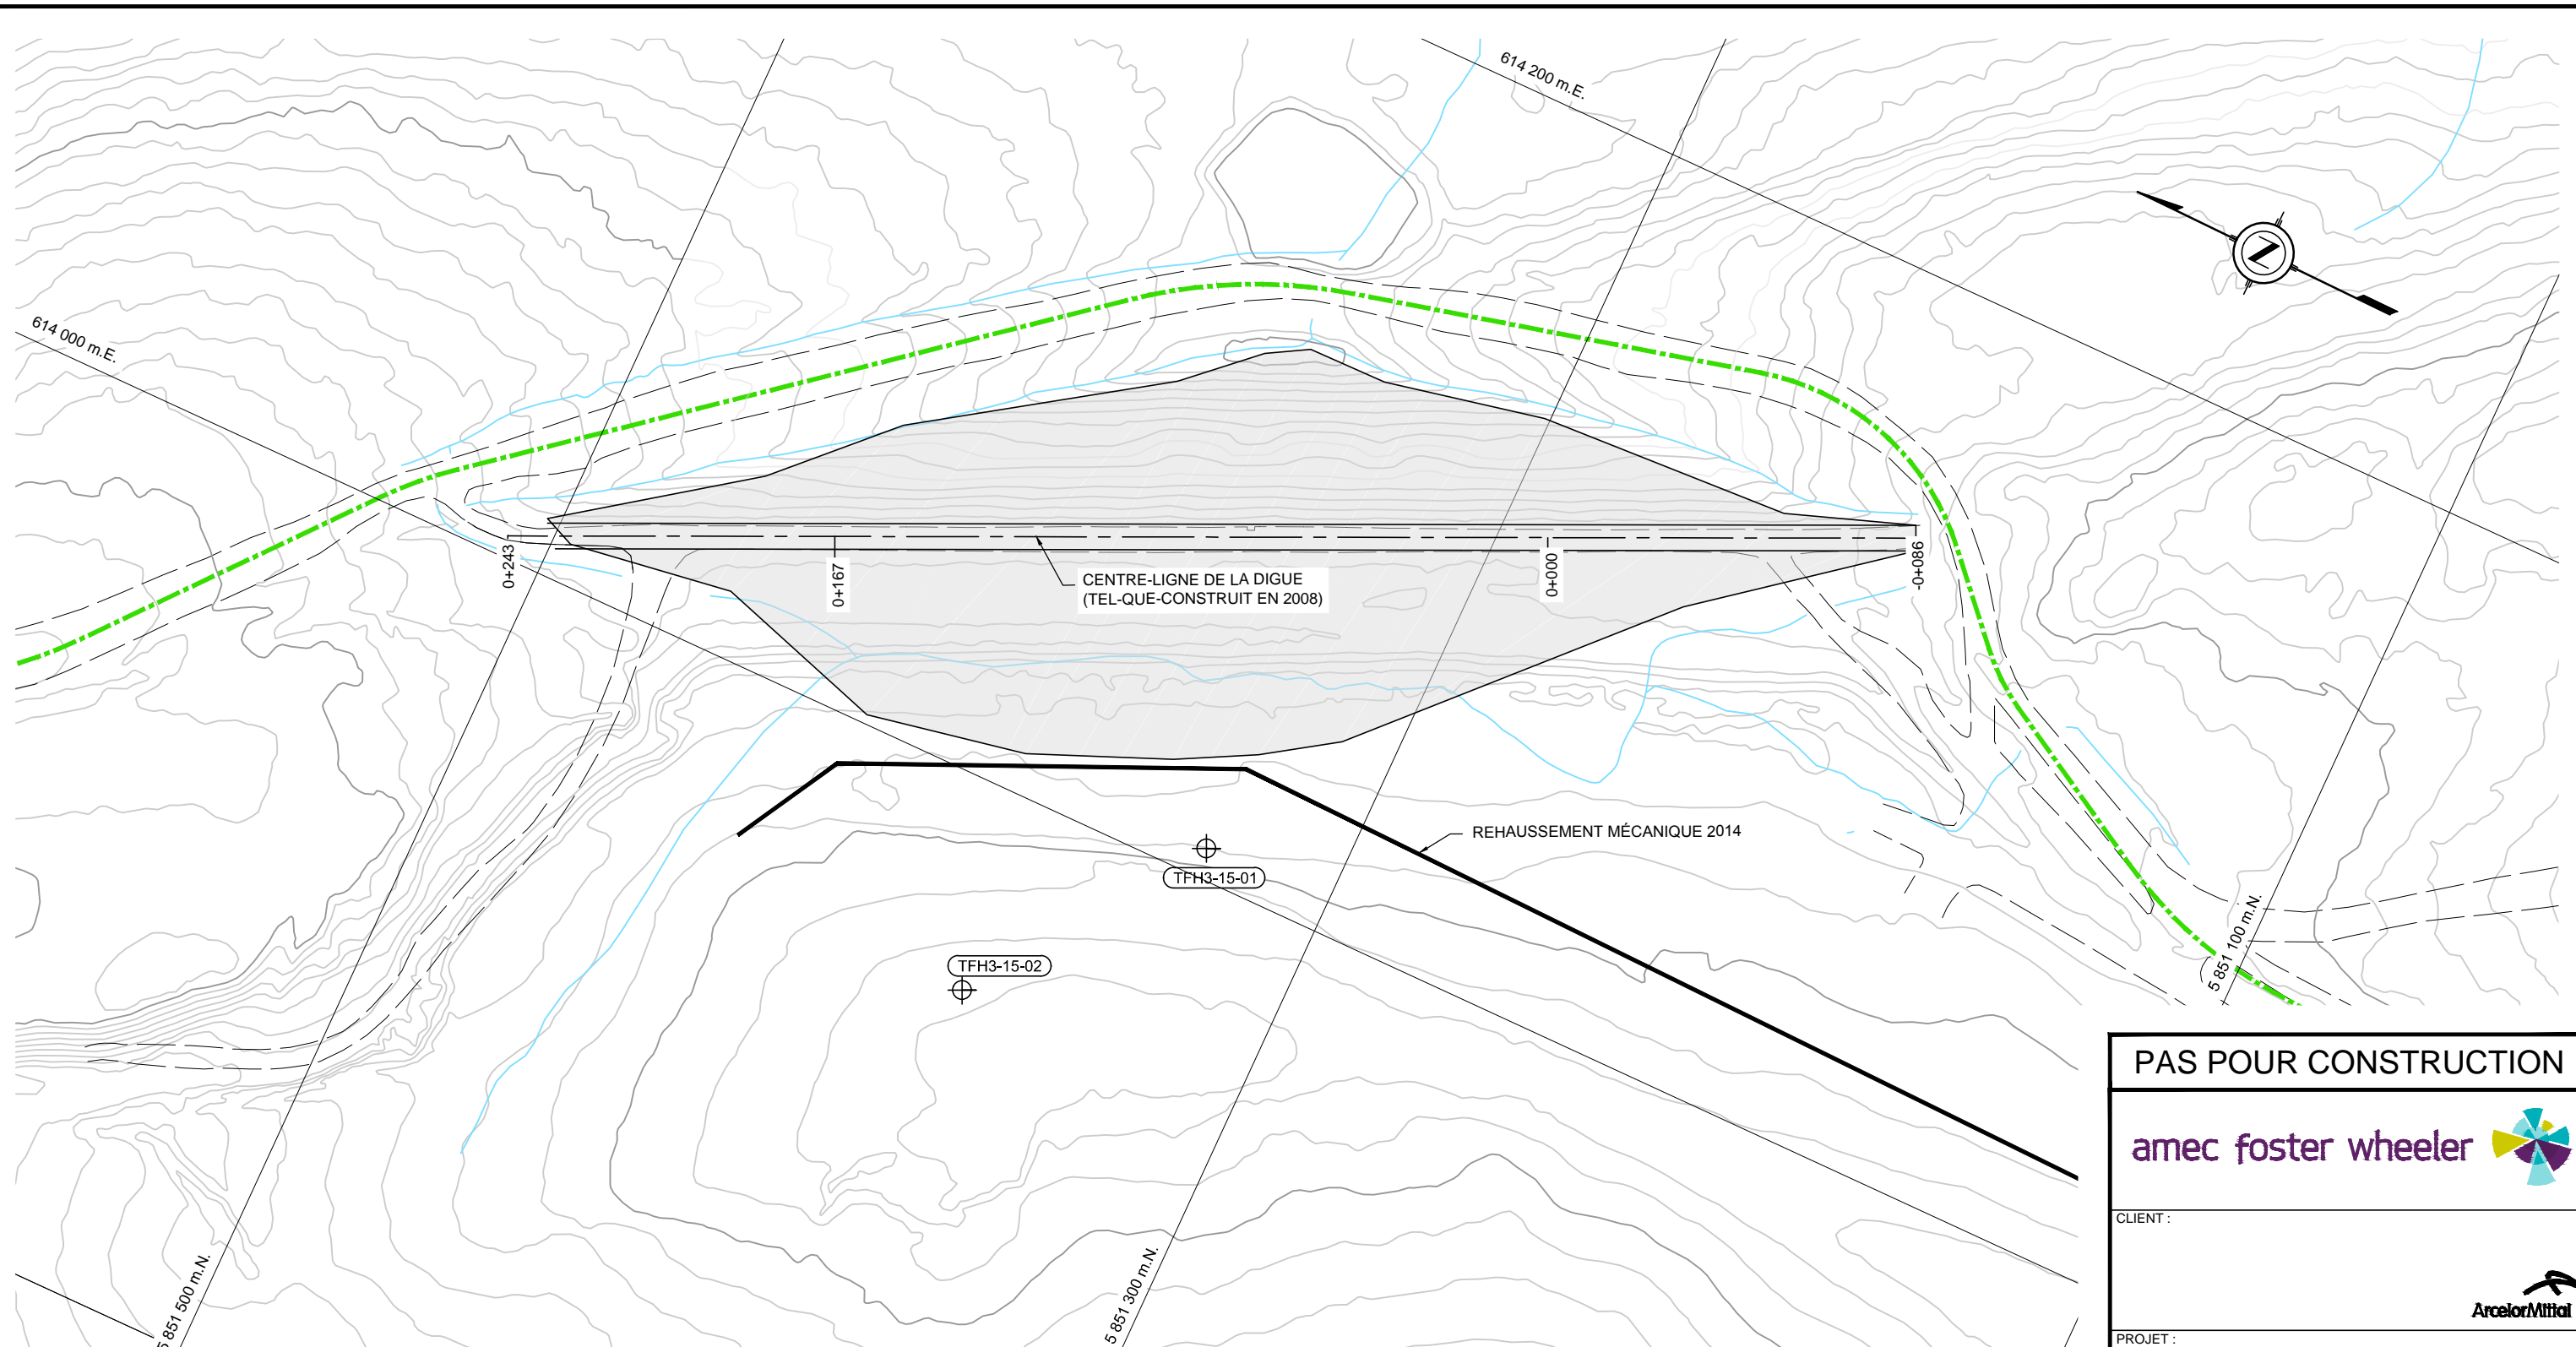 614 200 m.E.
614 000 m.E.
N
0+243
0+167
CENTRE-LIGNE DE LA DIGUE
(TEL-QUE-CONSTRUIT EN 2008)
0+000
-0+086
REHAUSSEMENT MÉCANIQUE 2014
TFH3-15-01
TFH3-15-02
5 851 100 m.N.
5 851 300 m.N.
5 851 500 m.N.
PAS POUR CONSTRUCTION
amec foster wheeler
CLIENT :
ArcelorMittal
PROJET :